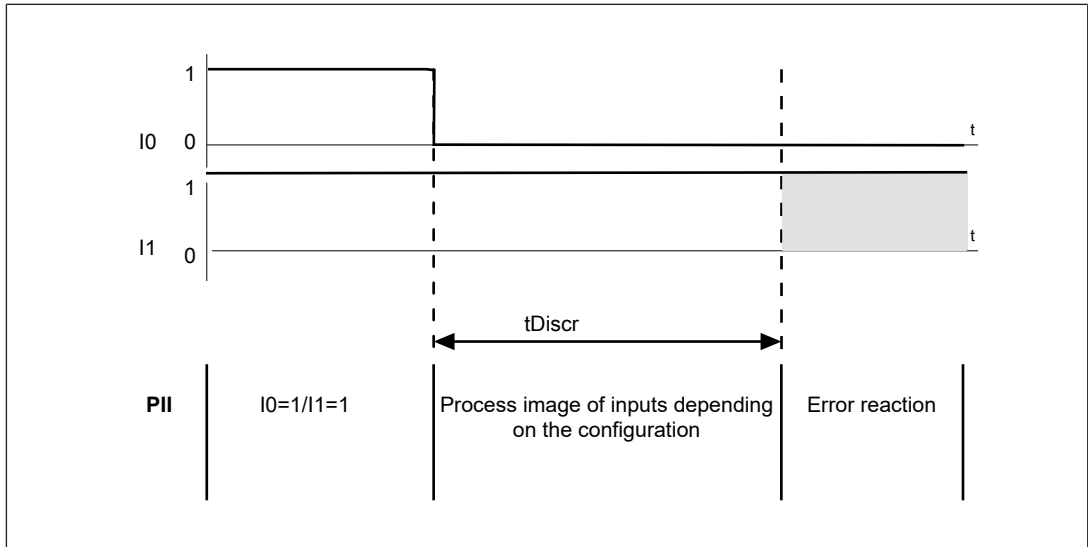 1
I0 0
t
1
I1 0
t
tDiscr
PII I0=1/I1=1 Process image of inputs depending Error reaction
on the configuration